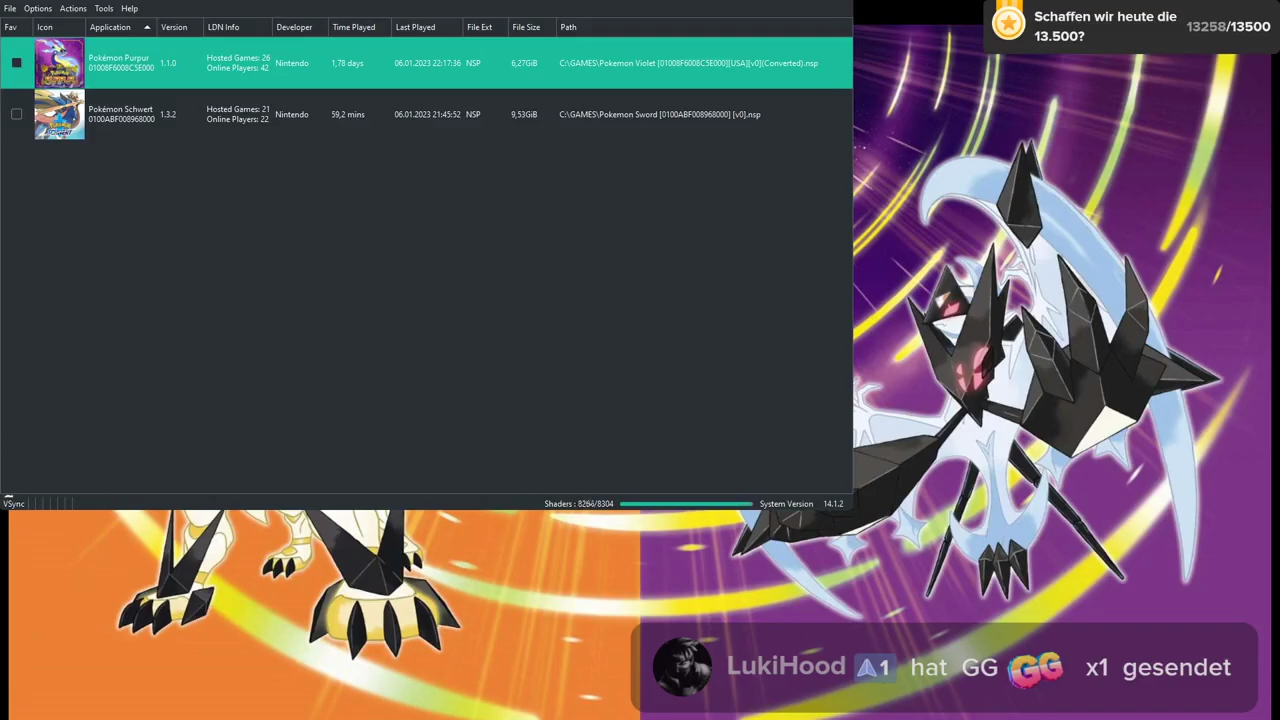 File Options Actions Tools Help
Fav Icon Application Version LDN Info Developer Time Played Last Played File Ext File Size Path
Pokémon Purpur
01008F6008C5E000
1.1.0
Hosted Games: 26
Online Players: 42
Nintendo 1,78 days 06.01.2023 22:17:36 NSP 6,27GiB C:\GAMES\Pokemon Violet [01008F6008C5E000][USA][v0](Converted).nsp
Pokémon Schwert
0100ABF008968000
1.3.2
Hosted Games: 21
Online Players: 22
Nintendo 59,2 mins 06.01.2023 21:45:52 NSP 9,53GiB C:\GAMES\Pokemon Sword [0100ABF008968000] [v0].nsp
Schaffen wir heute die
13.500?
13258/13500
VSync Shaders : 8266/8304 System Version 14.1.2
LukiHood 1 hat GG GG x1 gesendet